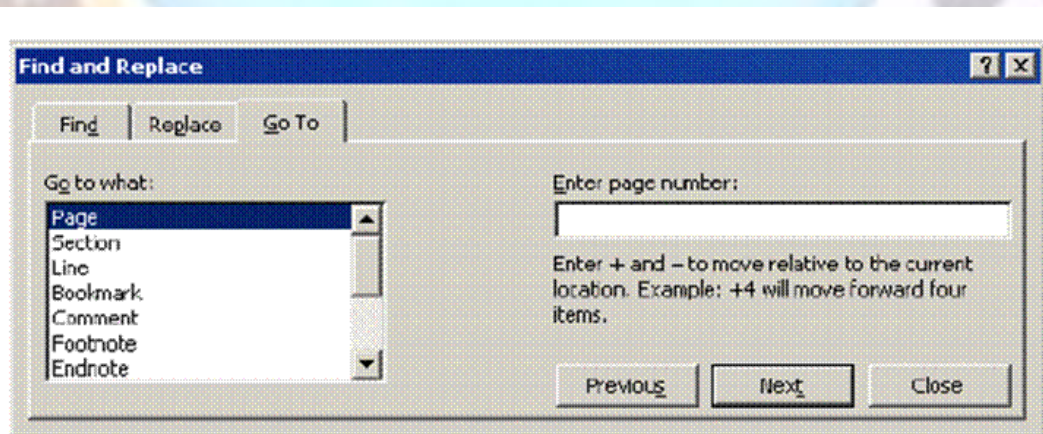 Find and Replace
Find
Replace
Go To
Go to what:
Page
Section
Line
Bookmark
Comment
Footnote
Endnote
Enter page number:
Enter + and – to move relative to the current
location. Example: +4 will move forward four
items.
Previous
Next
Close